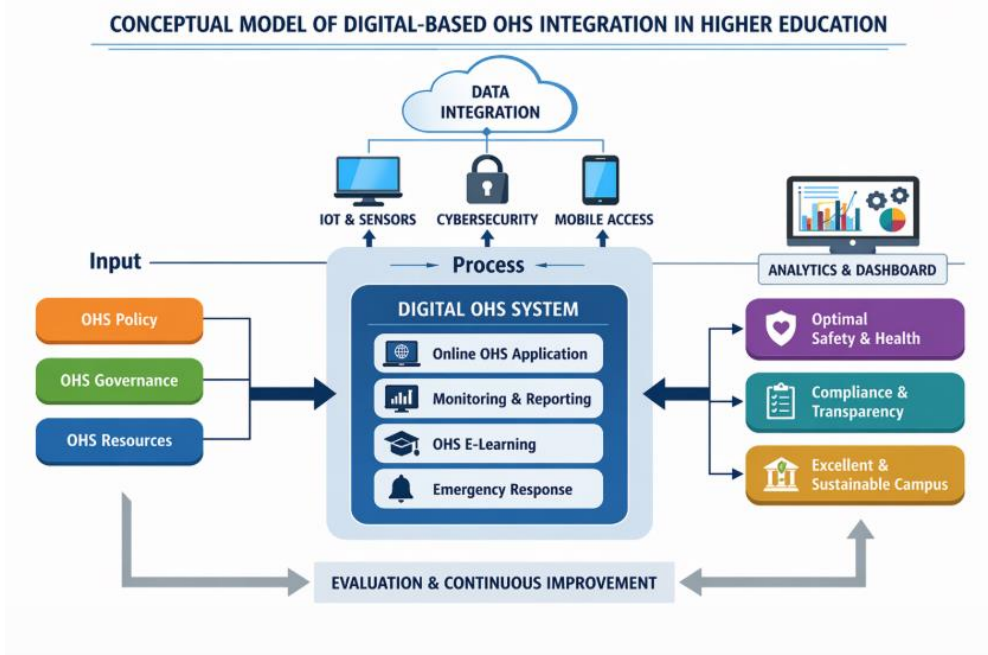 CONCEPTUAL MODEL OF DIGITAL-BASED OHS INTEGRATION IN HIGHER EDUCATION
DATA
INTEGRATION
IOT & SENSORS
CYBERSECURITY
MOBILE ACCESS
Input
Process
ANALYTICS & DASHBOARD
OHS Policy
OHS Governance
OHS Resources
DIGITAL OHS SYSTEM
Online OHS Application
Monitoring & Reporting
OHS E-Learning
Emergency Response
Optimal
Safety & Health
Compliance &
Transparency
Excellent &
Sustainable Campus
EVALUATION & CONTINUOUS IMPROVEMENT